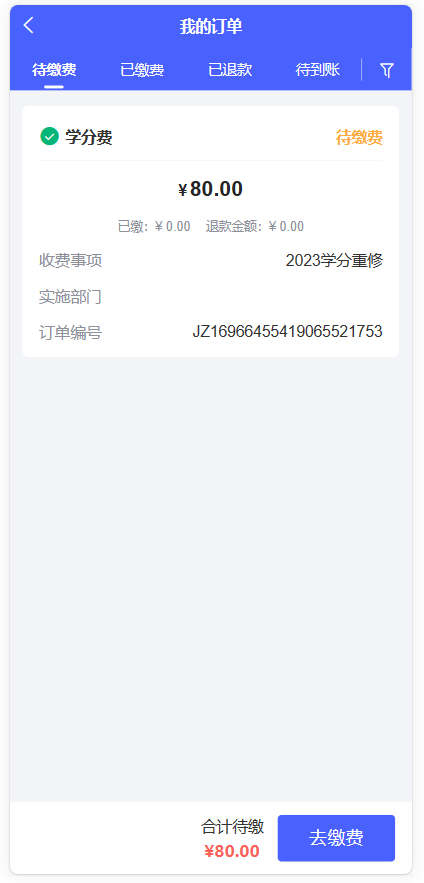 我的订单
待缴费 已缴费 已退款 待到账
学分费 待缴费
¥80.00
已缴：¥0.00 退款金额：¥0.00
收费事项 2023学分重修
实施部门
订单编号 JZ16966455419065521753
合计待缴
¥80.00
去缴费